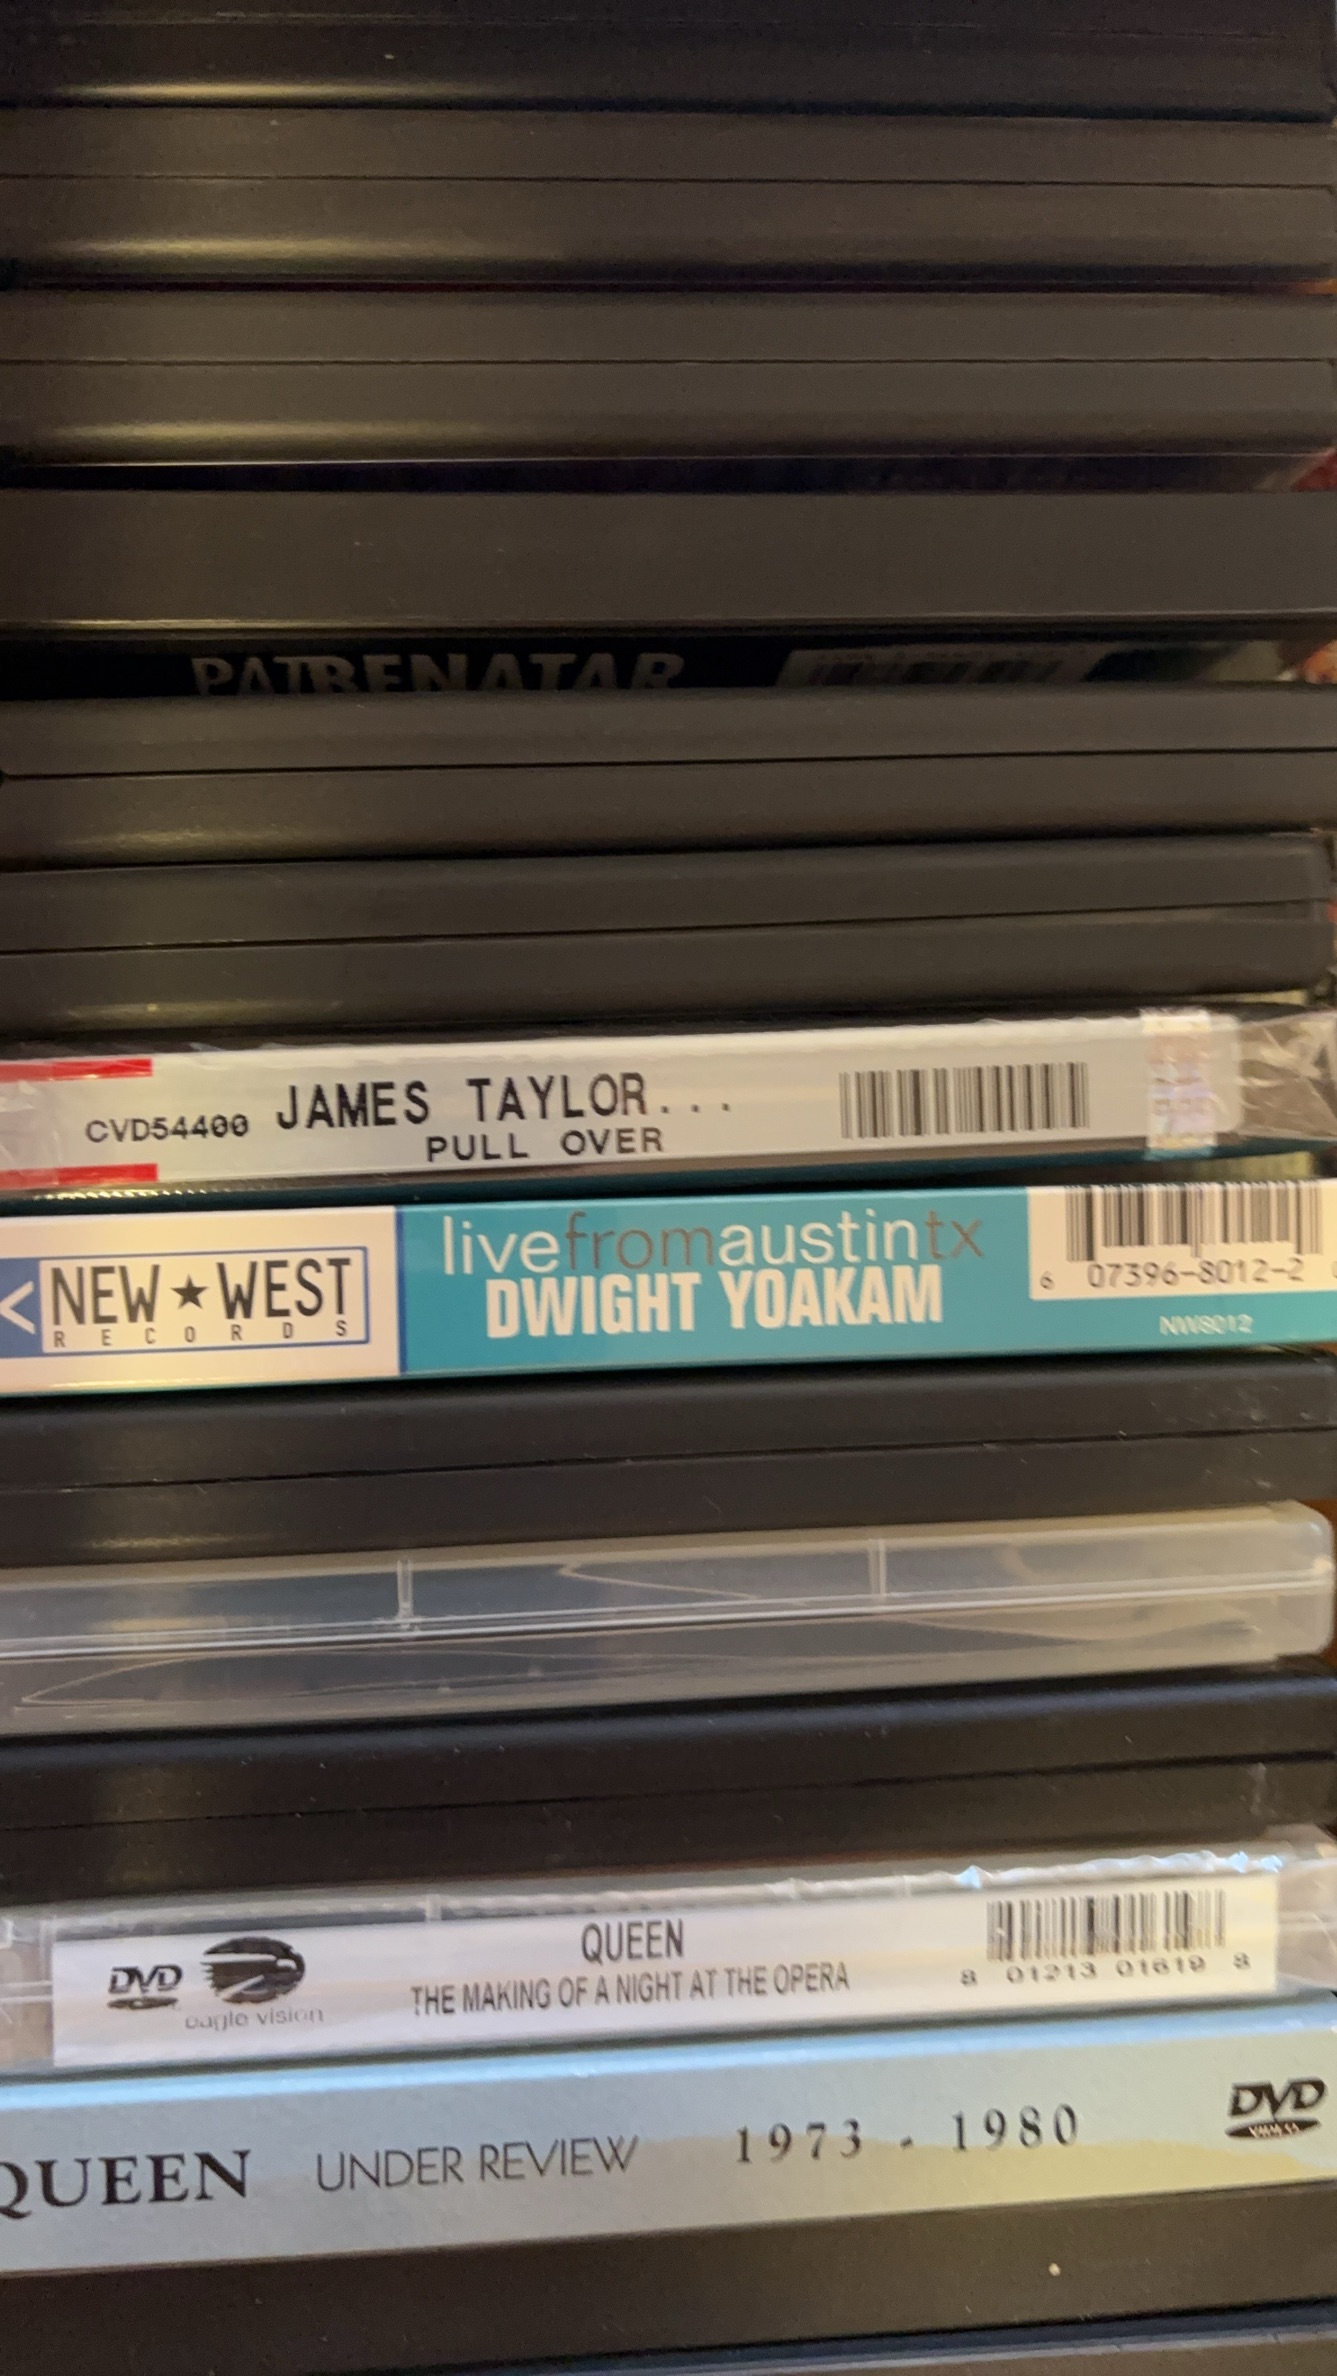 PAT BENATAR
CVD54400 JAMES TAYLOR...
PULL OVER
NEW★WEST
RECORDS
livefromaustintx
DWIGHT YOAKAM
6 07396-8012-2
NW8012
DVD
eagle vision
QUEEN
THE MAKING OF A NIGHT AT THE OPERA
8 01213 01619 8
QUEEN UNDER REVIEW 1973 - 1980
DVD
VIDEO